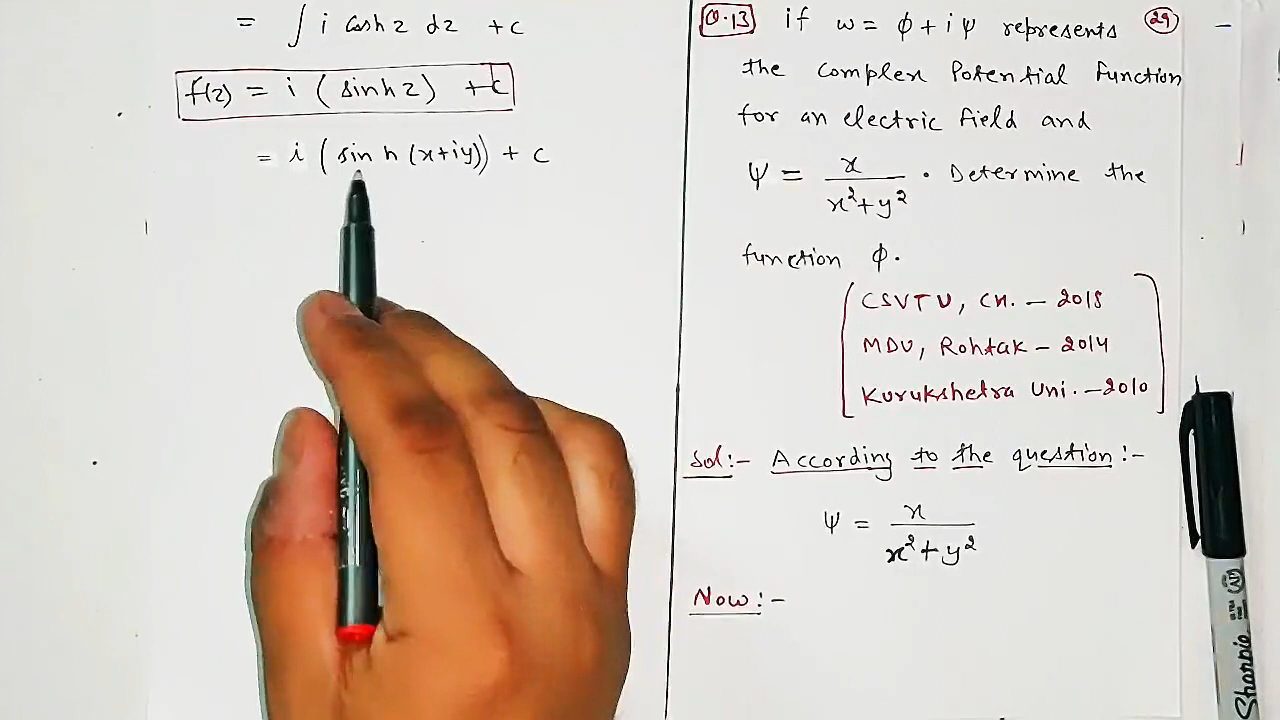 = ∫ i Cosh z dz + c
f(z) = i ( sinh z ) + c
= i ( sin h (x+iy)) + c
Q.13 if w = ϕ + i ψ represents 29
the complex Potential Function
for an electric field and
ψ = x / x²+y² . Determine the
function ϕ.
CSVTU, CH. – 2018
MDU, Rohtak – 2014
Kurukshetra Uni. – 2010
Sol:- According to the question :-
ψ = x / x²+y²
Now :-
Sharpie